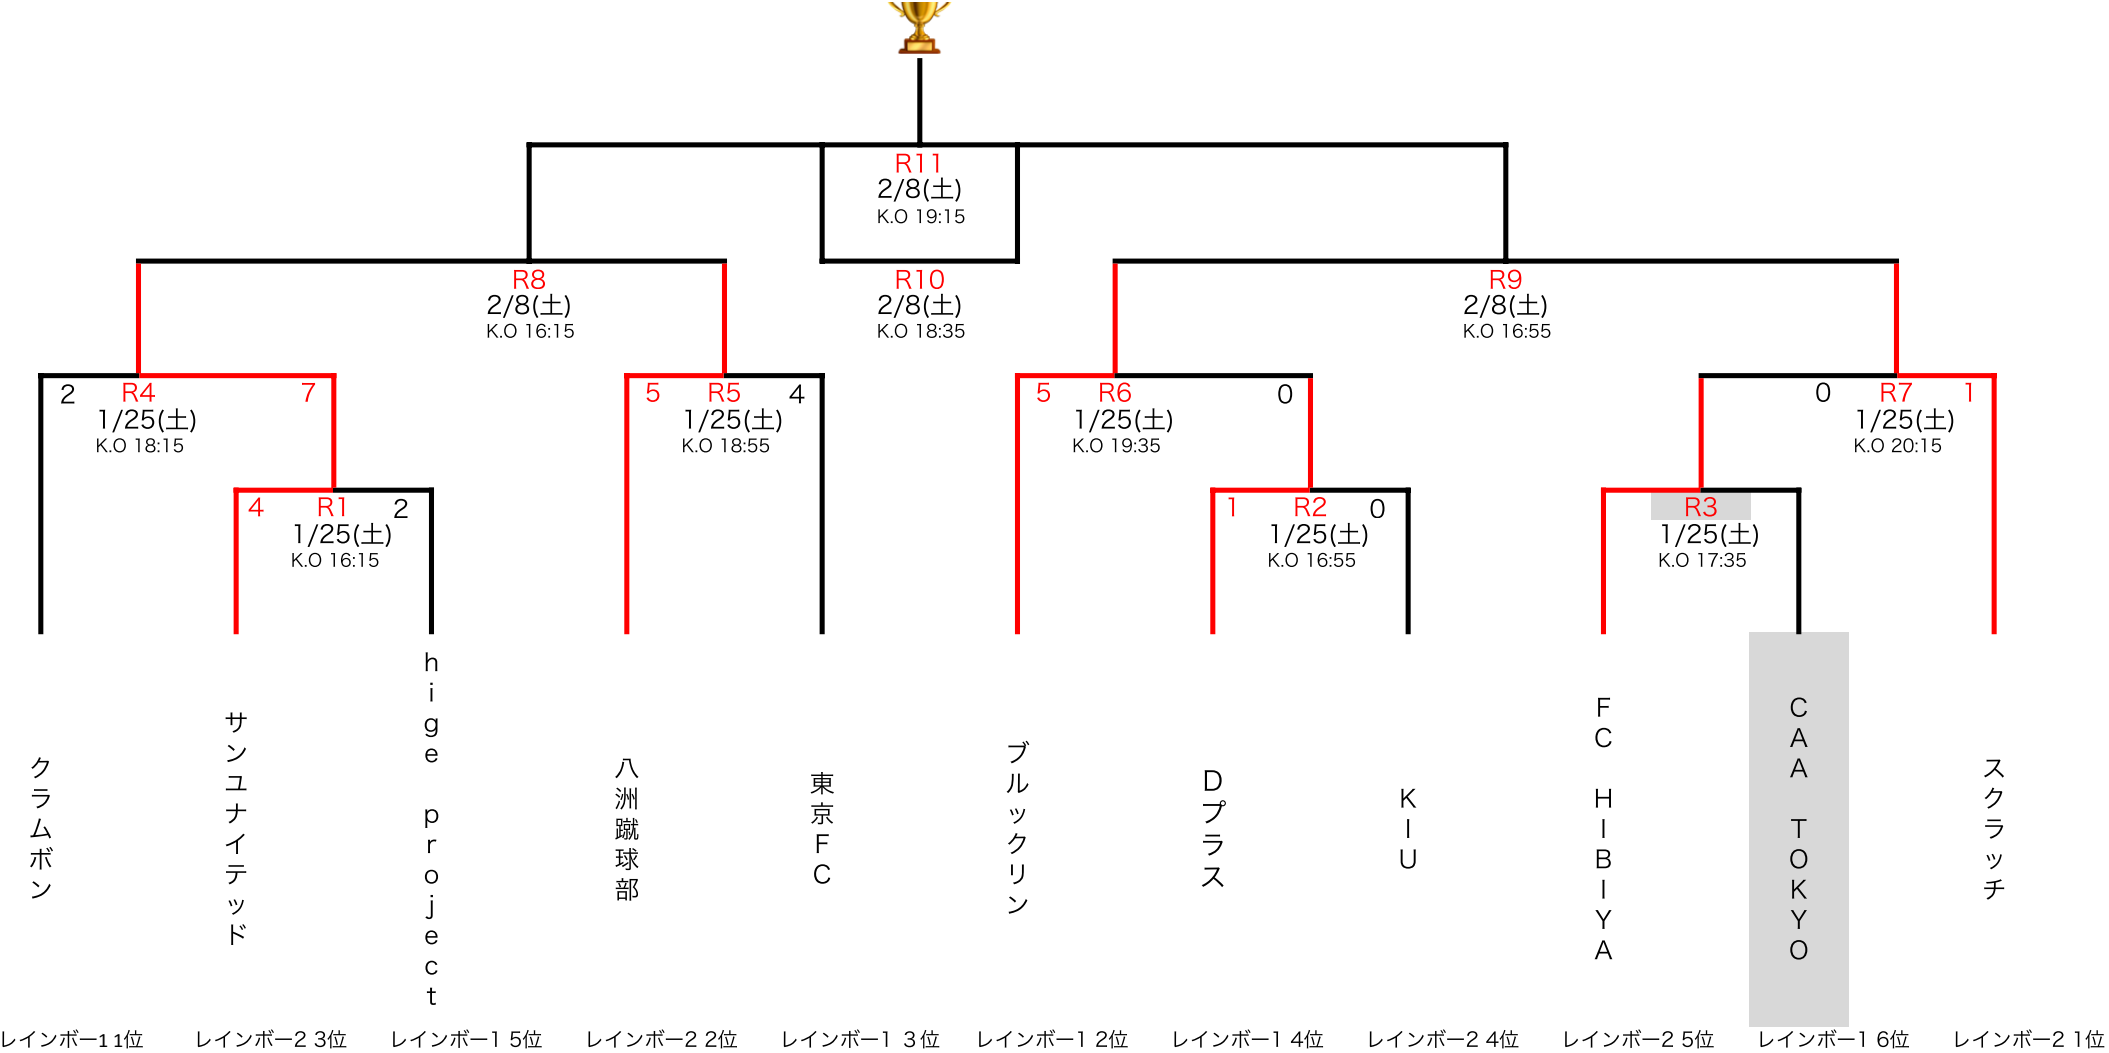 R11
2/8(土)
K.O 19:15
R8
2/8(土)
K.O 16:15
R10
2/8(土)
K.O 18:35
R9
2/8(土)
K.O 16:55
2 R4 7
1/25(土)
K.O 18:15
5 R5 4
1/25(土)
K.O 18:55
5 R6 0
1/25(土)
K.O 19:35
0 R7 1
1/25(土)
K.O 20:15
4 R1 2
1/25(土)
K.O 16:15
1 R2 0
1/25(土)
K.O 16:55
R3
1/25(土)
K.O 17:35
クラムボン
サンユナイテッド
hige project
八洲蹴球部
東京FC
ブルックリン
Dプラス
KIU
FC HIBIYA
CAA TOKYO
スクラッチ
レインボー1 1位
レインボー2 3位
レインボー1 5位
レインボー2 2位
レインボー1 3位
レインボー1 2位
レインボー1 4位
レインボー2 4位
レインボー2 5位
レインボー1 6位
レインボー2 1位